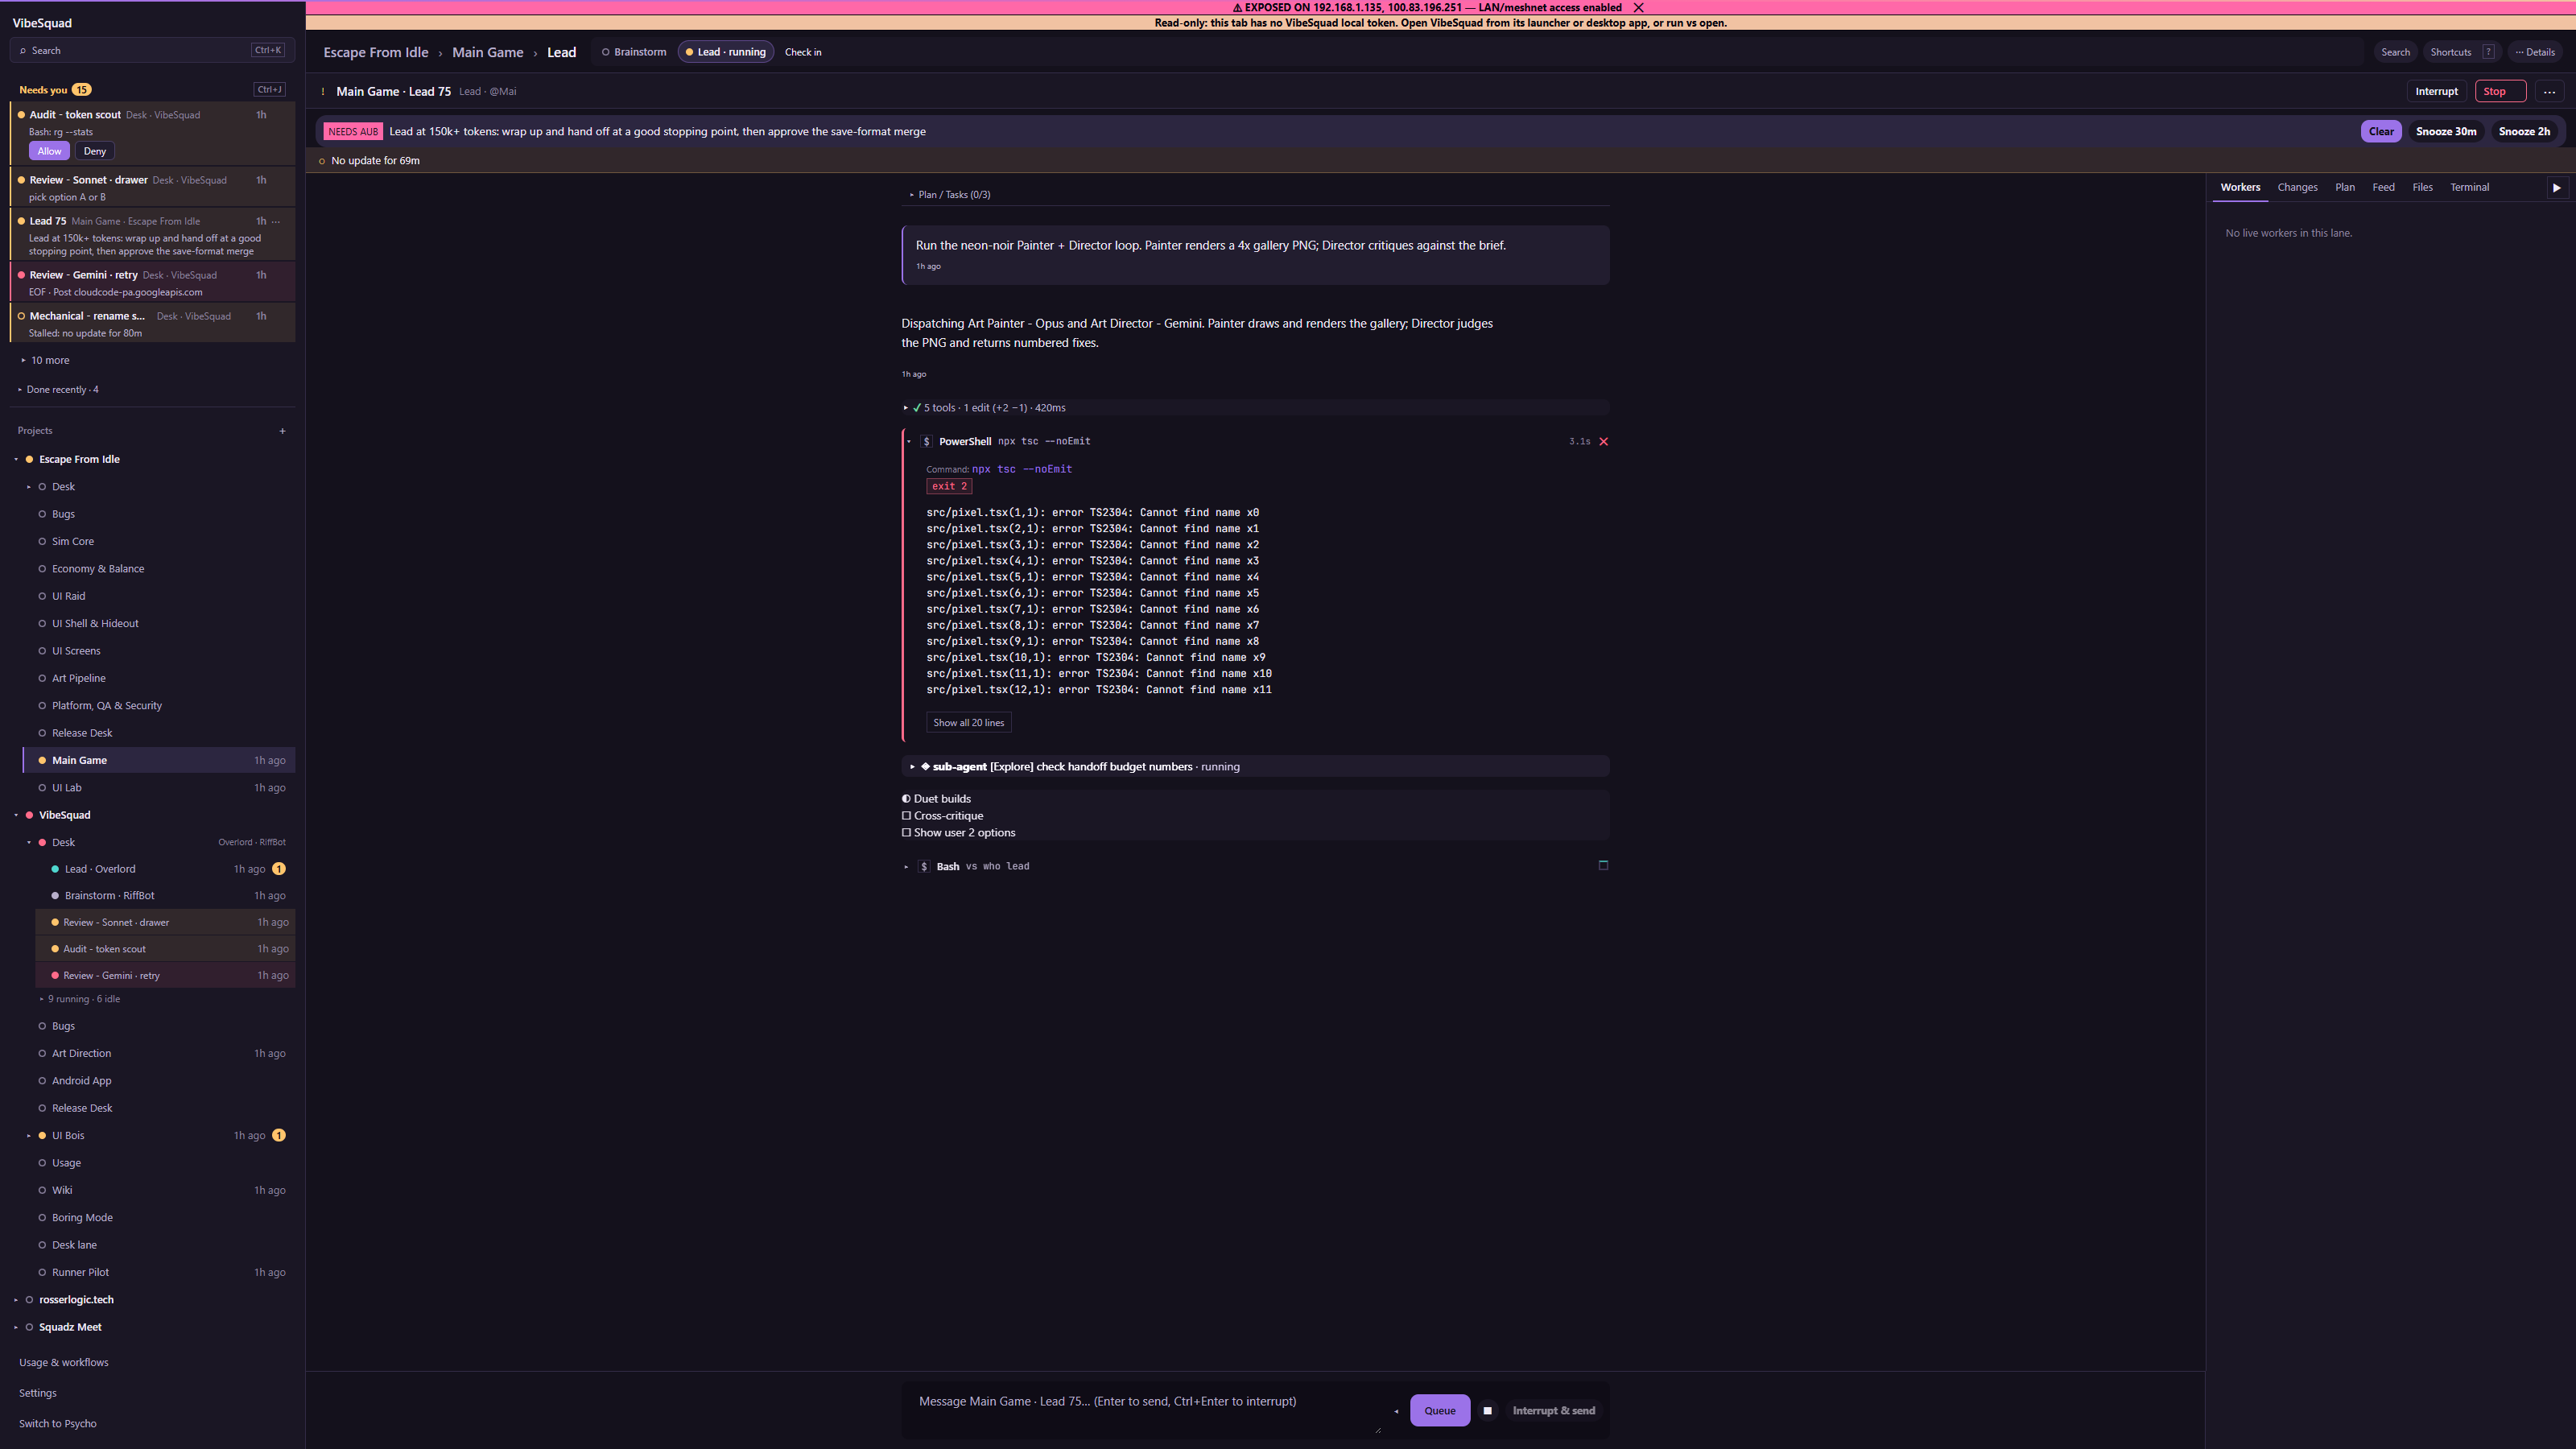 VibeSquad
Search Ctrl+K
Needs you 15 Ctrl+J
Audit - token scout Desk · VibeSquad 1h
Bash: rg --stats
Allow Deny
Review - Sonnet · drawer Desk · VibeSquad 1h
pick option A or B
Lead 75 Main Game · Escape From Idle 1h ···
Lead at 150k+ tokens: wrap up and hand off at a good
stopping point, then approve the save-format merge
Review - Gemini · retry Desk · VibeSquad 1h
EOF · Post cloudcode-pa.googleapis.com
Mechanical - rename s... Desk · VibeSquad 1h
Stalled: no update for 80m
10 more
Done recently · 4
Projects +
Escape From Idle
Desk
Bugs
Sim Core
Economy & Balance
UI Raid
UI Shell & Hideout
UI Screens
Art Pipeline
Platform, QA & Security
Release Desk
Main Game 1h ago
UI Lab 1h ago
VibeSquad
Desk Overlord · RiffBot
Lead · Overlord 1h ago 1
Brainstorm · RiffBot 1h ago
Review - Sonnet · drawer 1h ago
Audit - token scout 1h ago
Review - Gemini · retry 1h ago
9 running · 6 idle
Bugs
Art Direction 1h ago
Android App
Release Desk
UI Bois 1h ago 1
Usage
Wiki 1h ago
Boring Mode
Desk lane
Runner Pilot 1h ago
rosserlogic.tech
Squadz Meet
Usage & workflows
Settings
Switch to Psycho
⚠ EXPOSED ON 192.168.1.135, 100.83.196.251 — LAN/meshnet access enabled
Read-only: this tab has no VibeSquad local token. Open VibeSquad from its launcher or desktop app, or run vs open.
Escape From Idle › Main Game › Lead Brainstorm Lead · running Check in Search Shortcuts ? ··· Details
! Main Game · Lead 75 Lead · @Mai Interrupt Stop ...
NEEDS AUB Lead at 150k+ tokens: wrap up and hand off at a good stopping point, then approve the save-format merge Clear Snooze 30m Snooze 2h
No update for 69m
Plan / Tasks (0/3)
Run the neon-noir Painter + Director loop. Painter renders a 4x gallery PNG; Director critiques against the brief.
1h ago
Dispatching Art Painter - Opus and Art Director - Gemini. Painter draws and renders the gallery; Director judges
the PNG and returns numbered fixes.
1h ago
✓ 5 tools · 1 edit (+2 −1) · 420ms
$ PowerShell npx tsc --noEmit 3.1s
Command: npx tsc --noEmit
exit 2
src/pixel.tsx(1,1): error TS2304: Cannot find name x0
src/pixel.tsx(2,1): error TS2304: Cannot find name x1
src/pixel.tsx(3,1): error TS2304: Cannot find name x2
src/pixel.tsx(4,1): error TS2304: Cannot find name x3
src/pixel.tsx(5,1): error TS2304: Cannot find name x4
src/pixel.tsx(6,1): error TS2304: Cannot find name x5
src/pixel.tsx(7,1): error TS2304: Cannot find name x6
src/pixel.tsx(8,1): error TS2304: Cannot find name x7
src/pixel.tsx(9,1): error TS2304: Cannot find name x8
src/pixel.tsx(10,1): error TS2304: Cannot find name x9
src/pixel.tsx(11,1): error TS2304: Cannot find name x10
src/pixel.tsx(12,1): error TS2304: Cannot find name x11
Show all 20 lines
sub-agent [Explore] check handoff budget numbers · running
Duet builds
Cross-critique
Show user 2 options
$ Bash vs who lead
Message Main Game · Lead 75... (Enter to send, Ctrl+Enter to interrupt) Queue Interrupt & send
Workers Changes Plan Feed Files Terminal
No live workers in this lane.